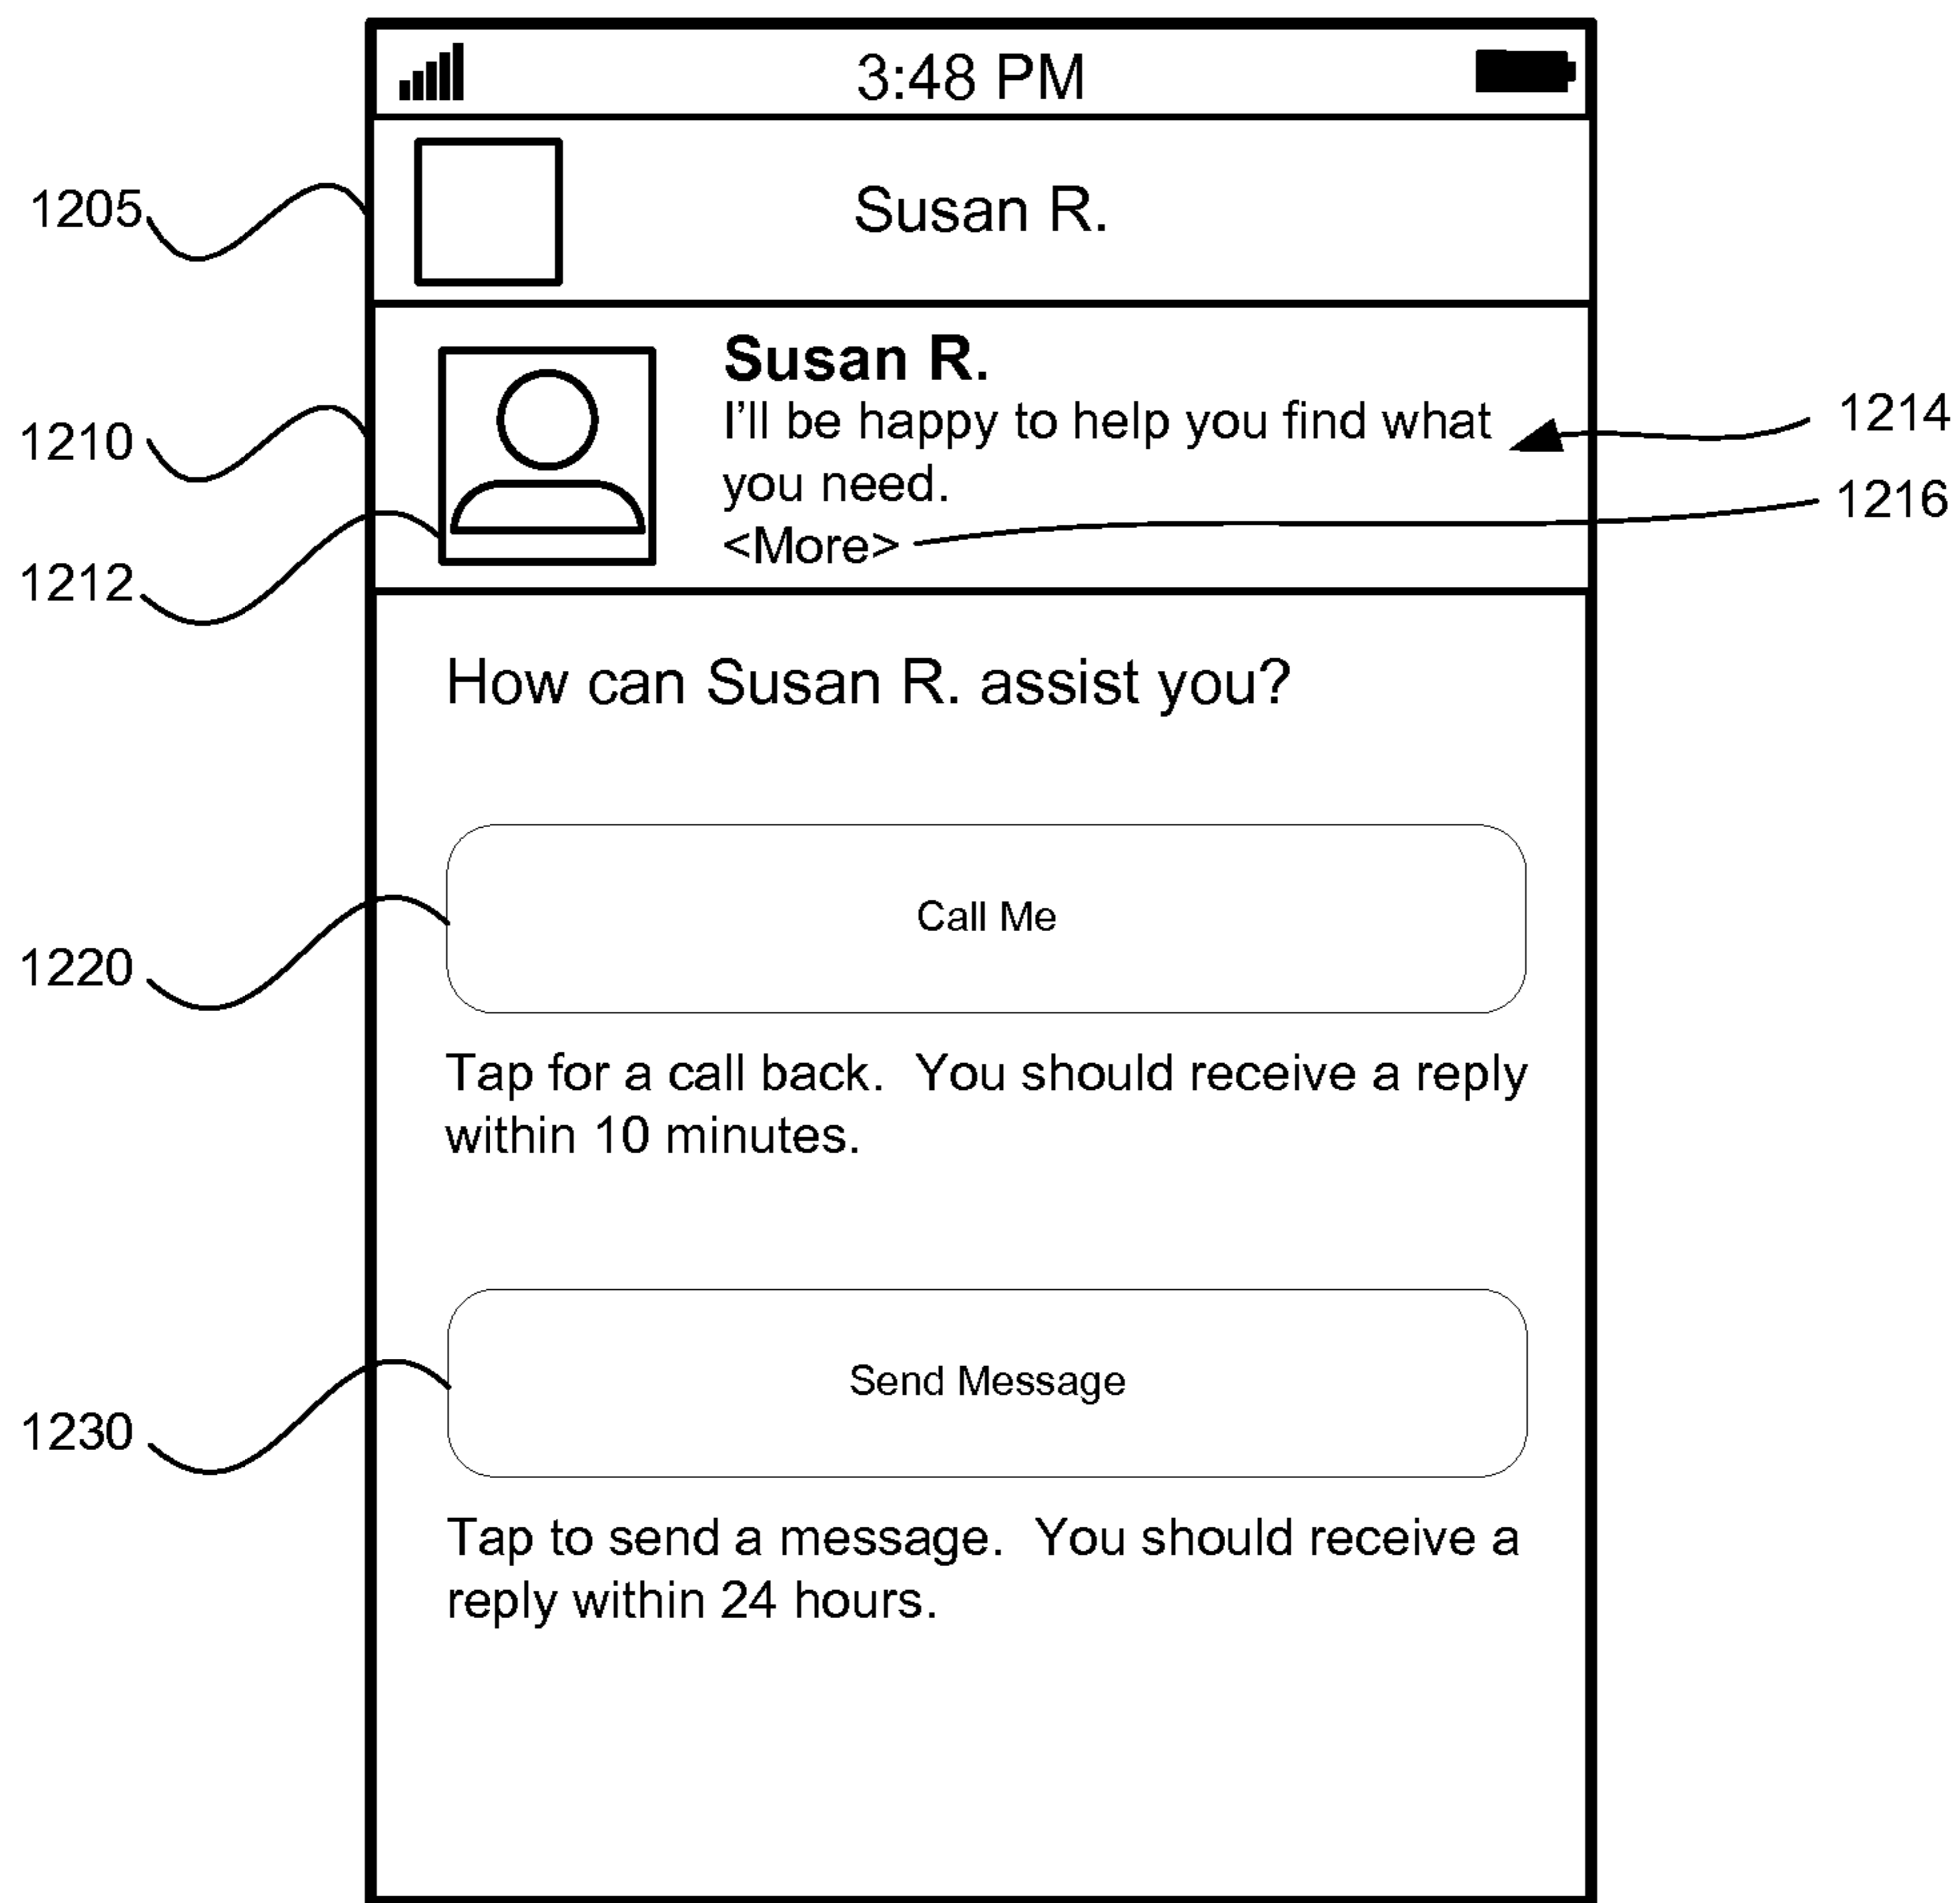 3:48 PM
1205
Susan R.
Susan R.
I'll be happy to help you find what
1214
1210
you need.
1216
<More>
1212
How can Susan R. assist you?
Call Me
1220
Tap for a call back.  You should receive a reply
within 10 minutes.
Send Message
1230
Tap to send a message.  You should receive a
reply within 24 hours.